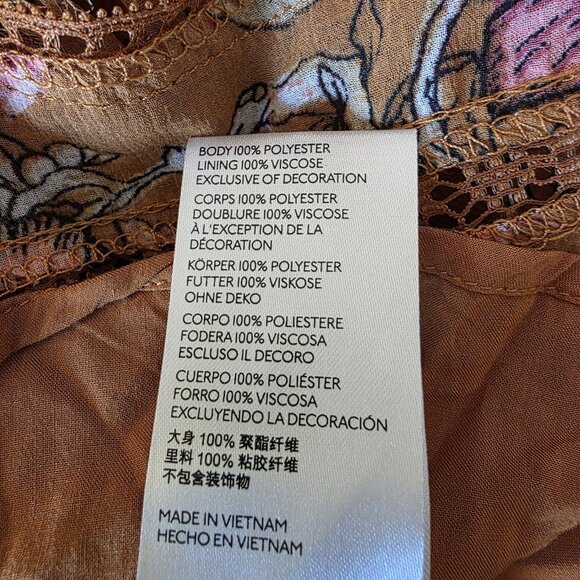 BODY 100% POLYESTER
LINING 100% VISCOSE
EXCLUSIVE OF DECORATION
CORPS 100% POLYESTER
DOUBLURE 100% VISCOSE
À L'EXCEPTION DE LA
DÉCORATION
KÖRPER 100% POLYESTER
FUTTER 100% VISKOSE
OHNE DEKO
CORPO 100% POLIESTERE
FODERA 100% VISCOSA
ESCLUSO IL DECORO
CUERPO 100% POLIÉSTER
FORRO 100% VISCOSA
EXCLUYENDO LA DECORACIÓN
大身 100% 聚酯纤维
里料 100% 粘胶纤维
不包含装饰物
MADE IN VIETNAM
HECHO EN VIETNAM